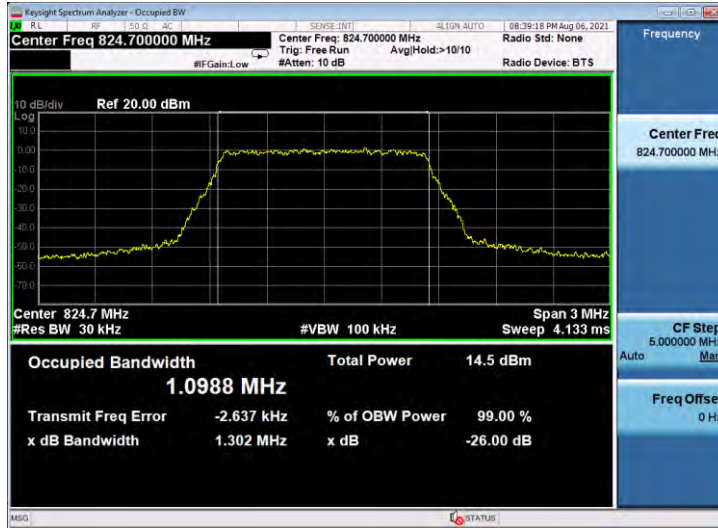 Keysight Spectrum Analyzer - Occupied BW
RL RF 50 Ω AC SENSE:INT ALIGN AUTO 08:39:18 PM Aug 06, 2021
Center Freq 824.700000 MHz
Center Freq: 824.700000 MHz Radio Std: None
Trig: Free Run Avg|Hold:>10/10
#IFGain:Low #Atten: 10 dB Radio Device: BTS
10 dB/div Ref 20.00 dBm
Log
10.0
0.00
-10.0
-20.0
-30.0
-40.0
-50.0
-60.0
-70.0
Center 824.7 MHz Span 3 MHz
#Res BW 30 kHz #VBW 100 kHz Sweep 4.133 ms
Occupied Bandwidth Total Power 14.5 dBm
1.0988 MHz
Transmit Freq Error -2.637 kHz % of OBW Power 99.00 %
x dB Bandwidth 1.302 MHz x dB -26.00 dB
MSG STATUS
Frequency
Center Freq
824.700000 MHz
CF Step
5.000000 MHz
Auto Man
Freq Offset
0 Hz